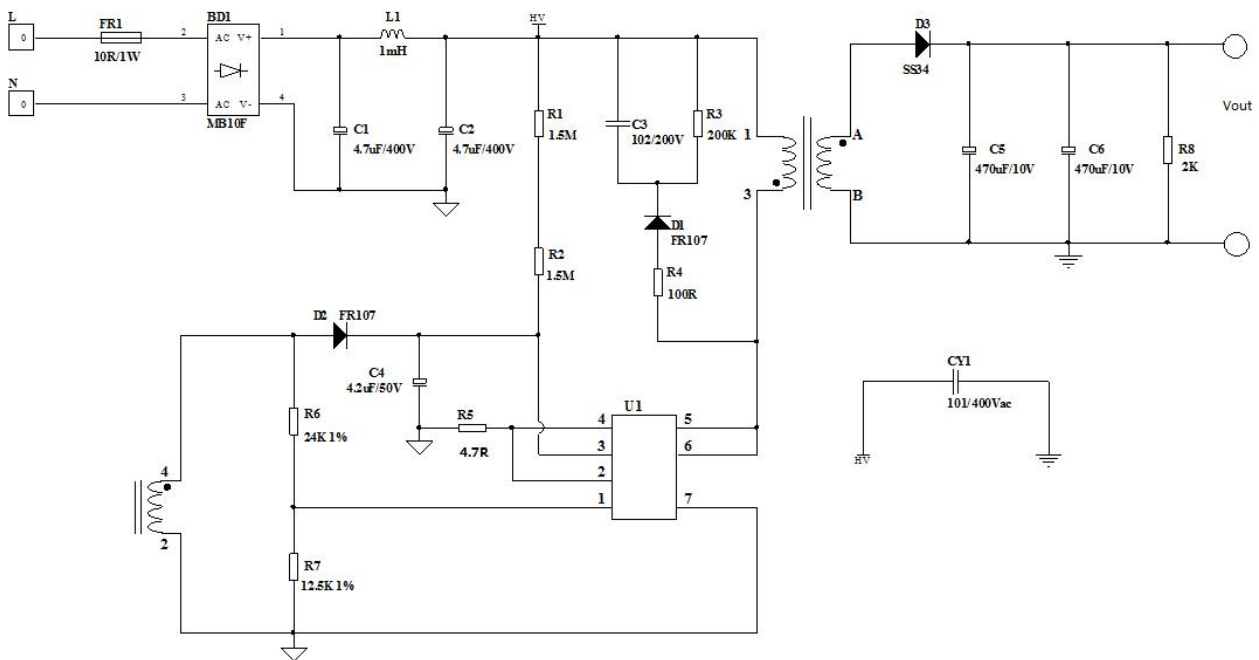 L
0
FR1
10R/1W
N
0
BD1
2
AC V+
1
3
AC V-
4
MB10F
L1
1mH
HV
C1
4.7uF/400V
C2
4.7uF/400V
R1
1.5M
R2
1.5M
C3
102/200V
R3
200K
D1
FR107
R4
100R
1
3
A
B
D3
SS34
C5
470uF/10V
C6
470uF/10V
R8
2K
Vout
D2 FR107
C4
4.2uF/50V
R5
4.7R
R6
24K 1%
R7
12.5K 1%
4
2
U1
4
3
2
1
5
6
7
CY1
101/400Vac
HV